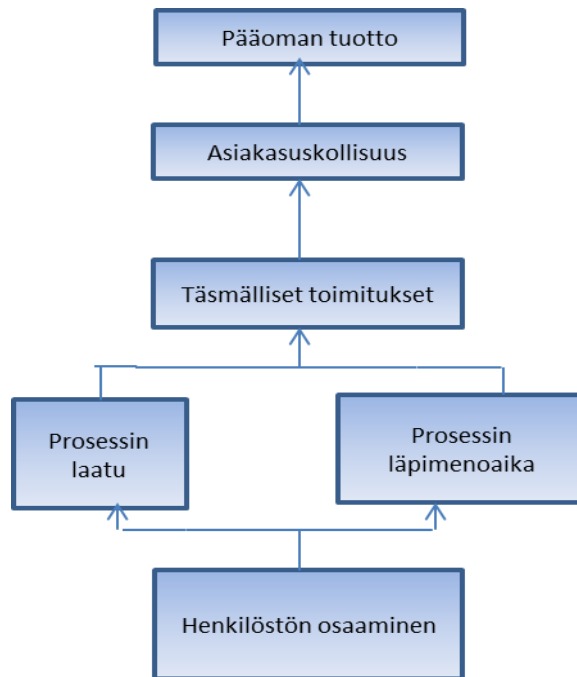 Pääoman tuotto
Asiakasuskollisuus
Täsmälliset toimitukset
Prosessin
laatu
Prosessin
läpimenoaika
Henkilöstön osaaminen